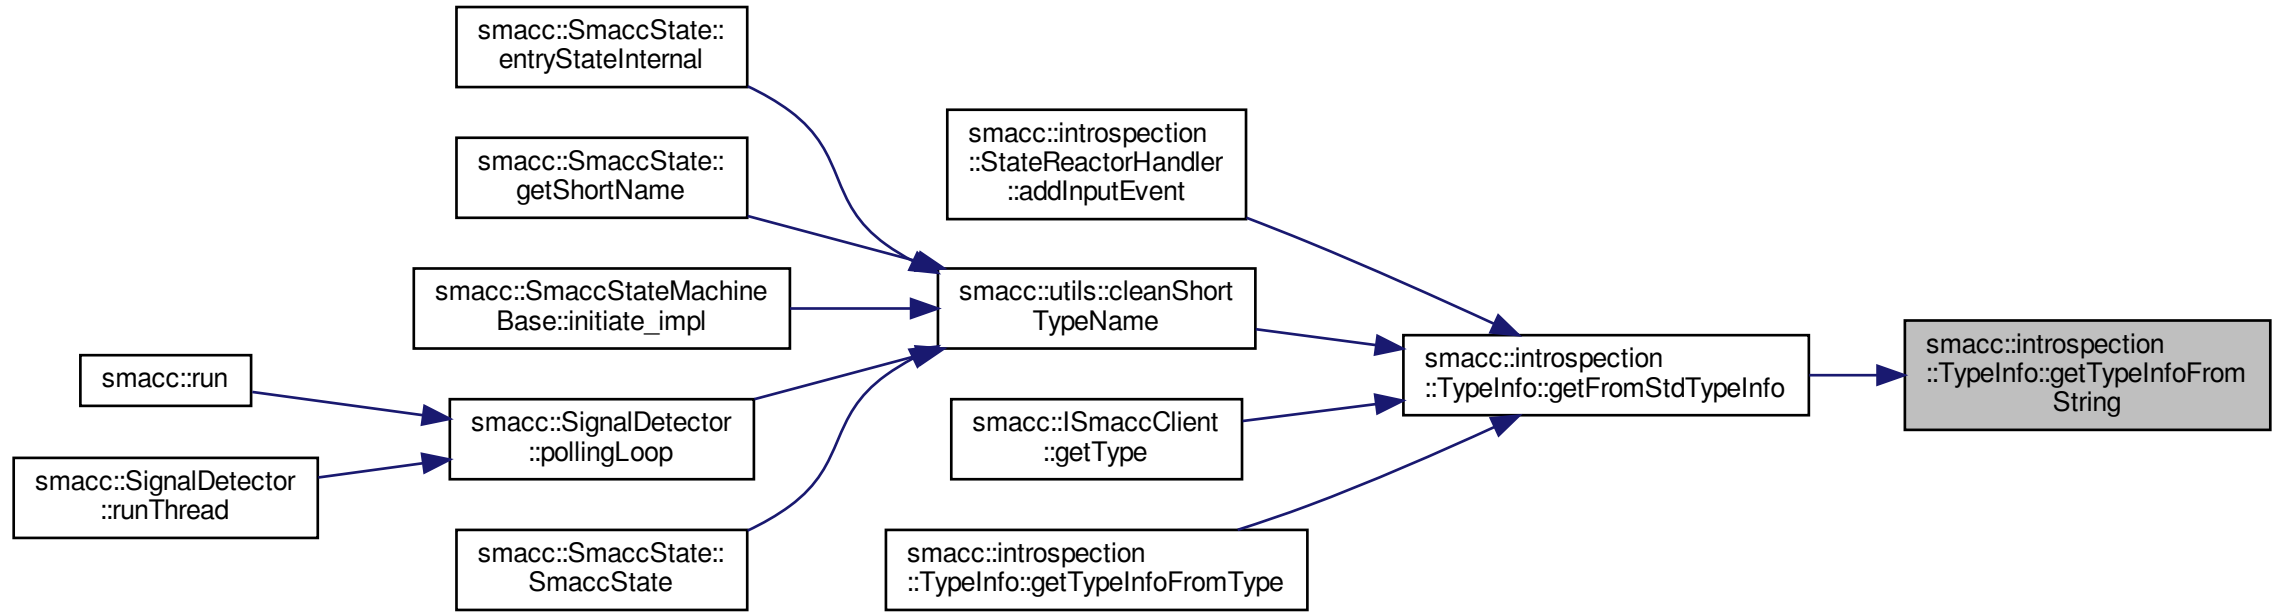 smacc::SmaccState::
entryStateInternal
smacc::SmaccState::
getShortName
smacc::SmaccStateMachine
Base::initiate_impl
smacc::run
smacc::SignalDetector
::runThread
smacc::SignalDetector
::pollingLoop
smacc::SmaccState::
SmaccState
smacc::introspection
::StateReactorHandler
::addInputEvent
smacc::utils::cleanShort
TypeName
smacc::ISmaccClient
::getType
smacc::introspection
::TypeInfo::getTypeInfoFromType
smacc::introspection
::TypeInfo::getFromStdTypeInfo
smacc::introspection
::TypeInfo::getTypeInfoFrom
String